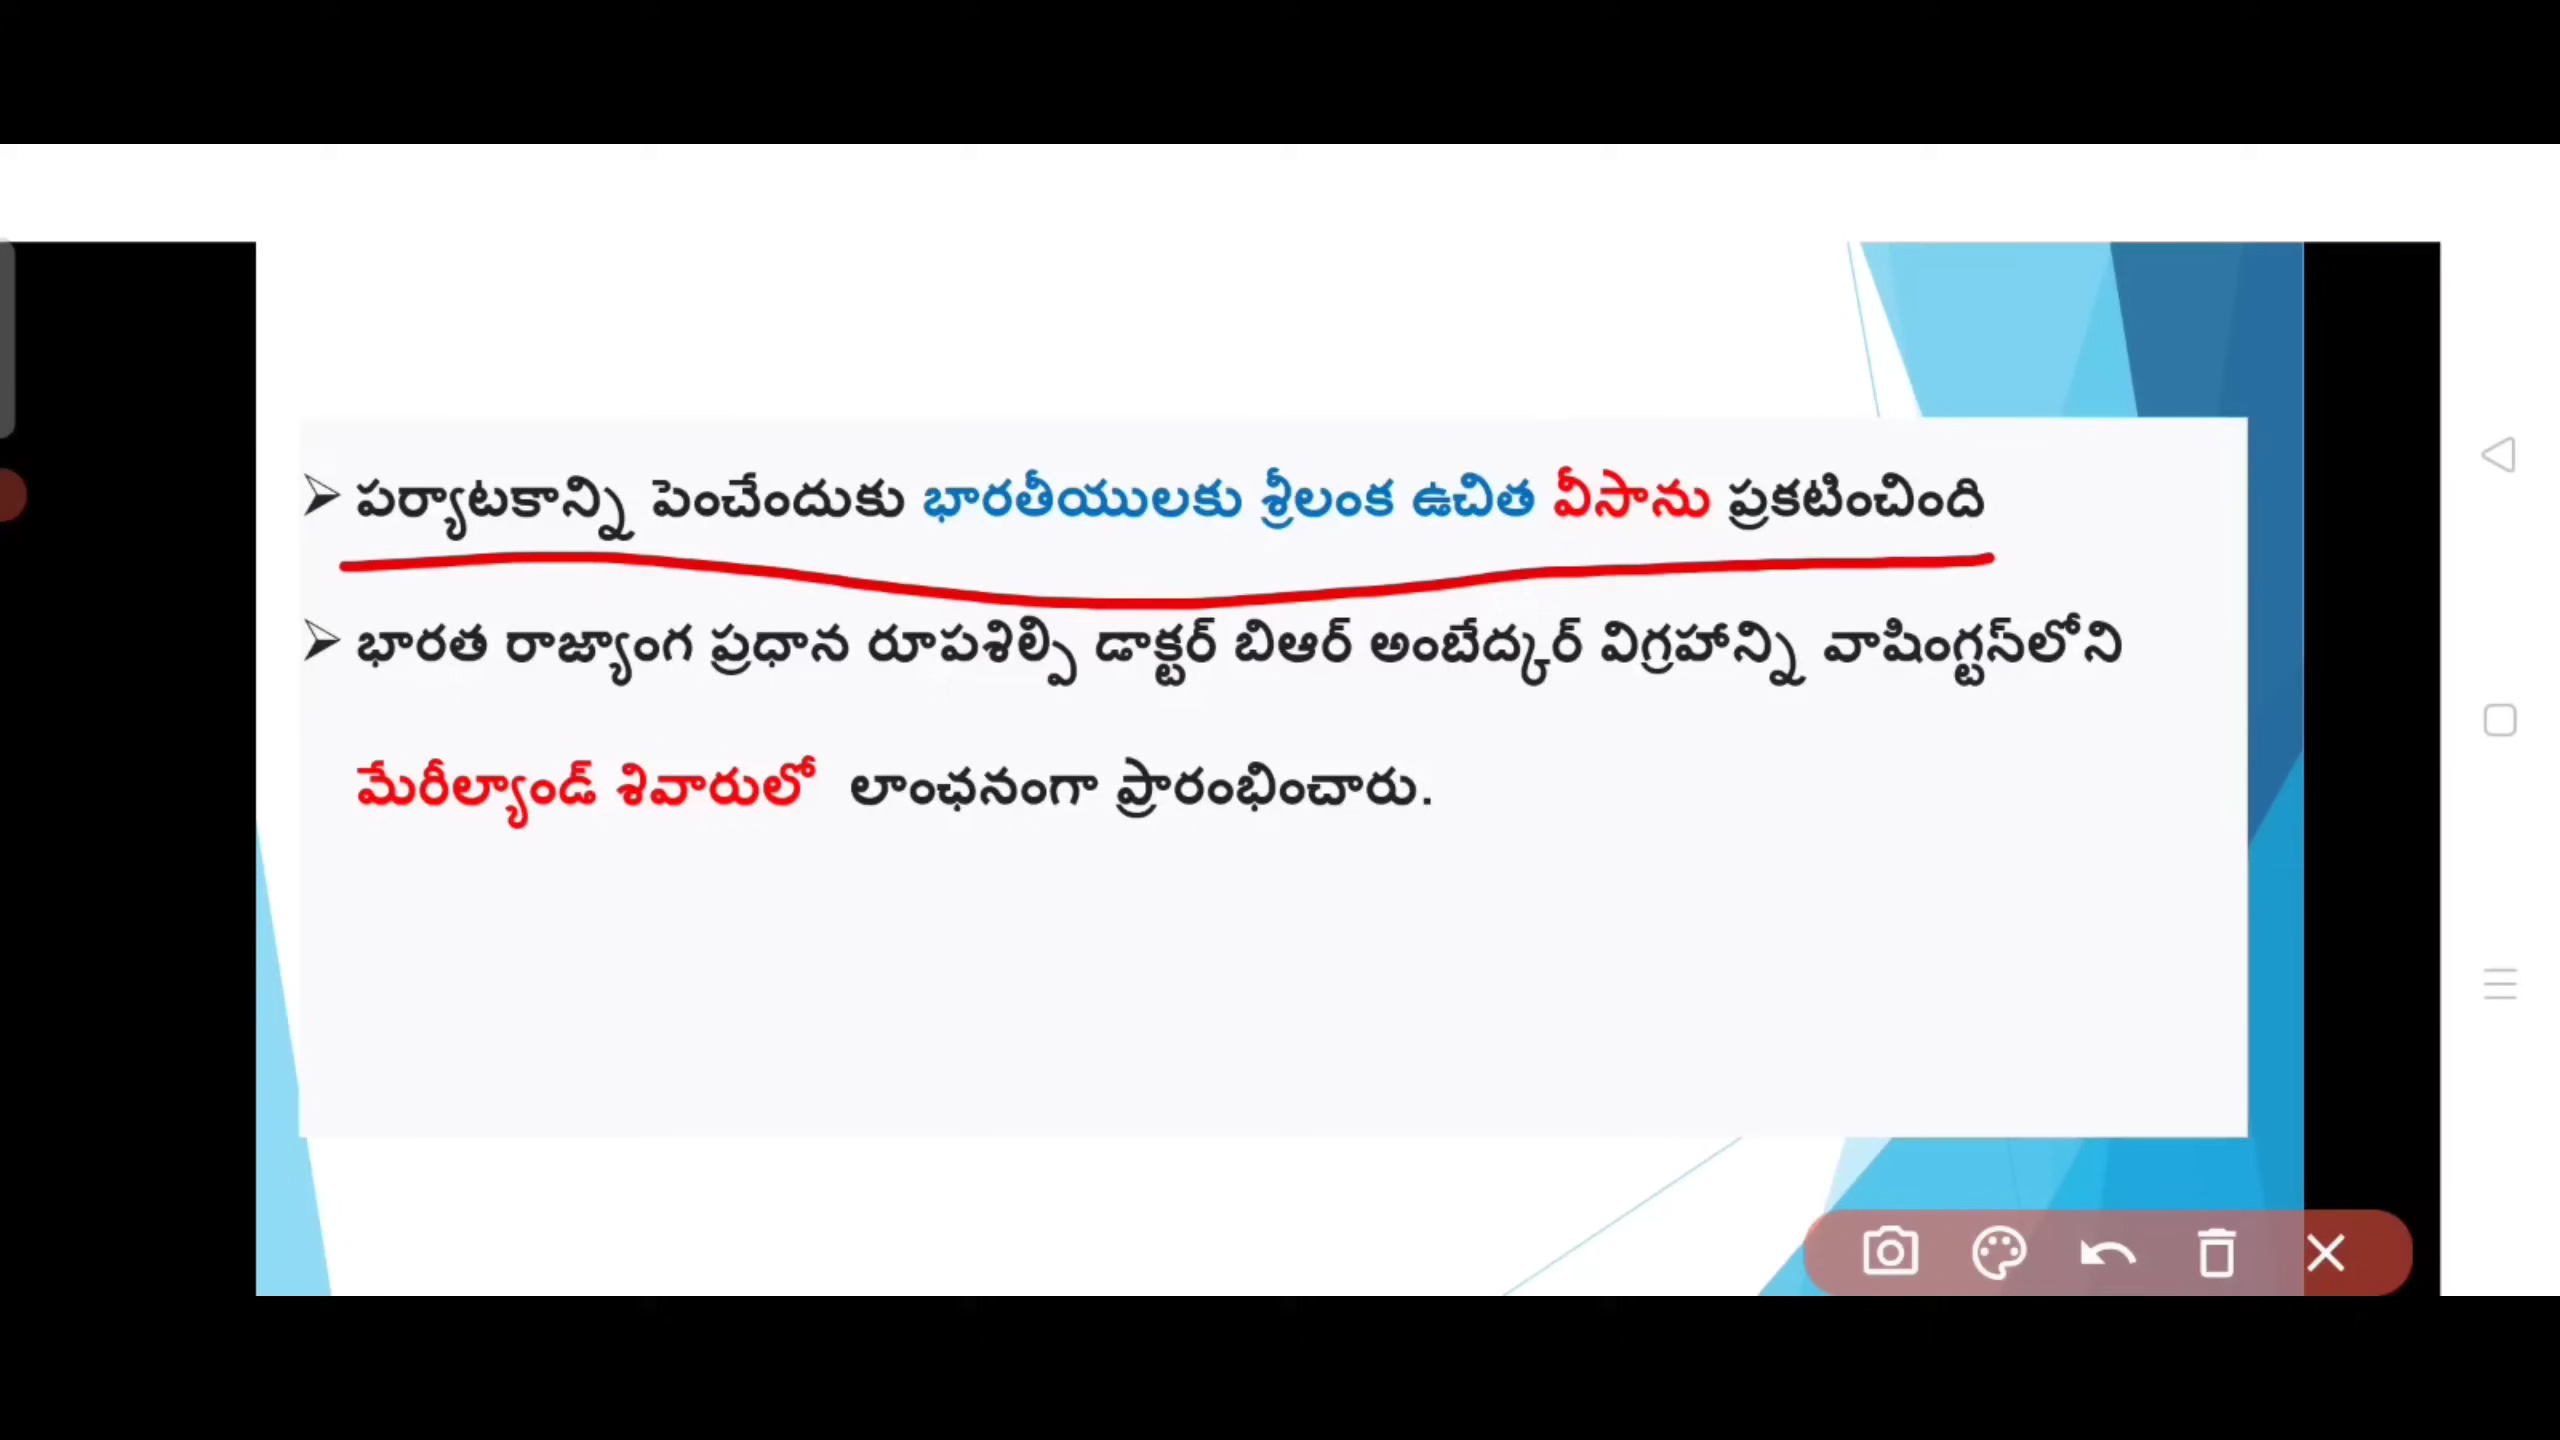 ➢ పర్యాటకాన్ని పెంచేందుకు భారతీయులకు శ్రీలంక ఉచిత వీసాను ప్రకటించింది
➢ భారత రాజ్యాంగ ప్రధాన రూపశిల్పి డాక్టర్ బిఆర్ అంబేద్కర్ విగ్రహాన్ని వాషింగ్టన్‌లోని
మేరీల్యాండ్ శివారులో లాంఛనంగా ప్రారంభించారు.